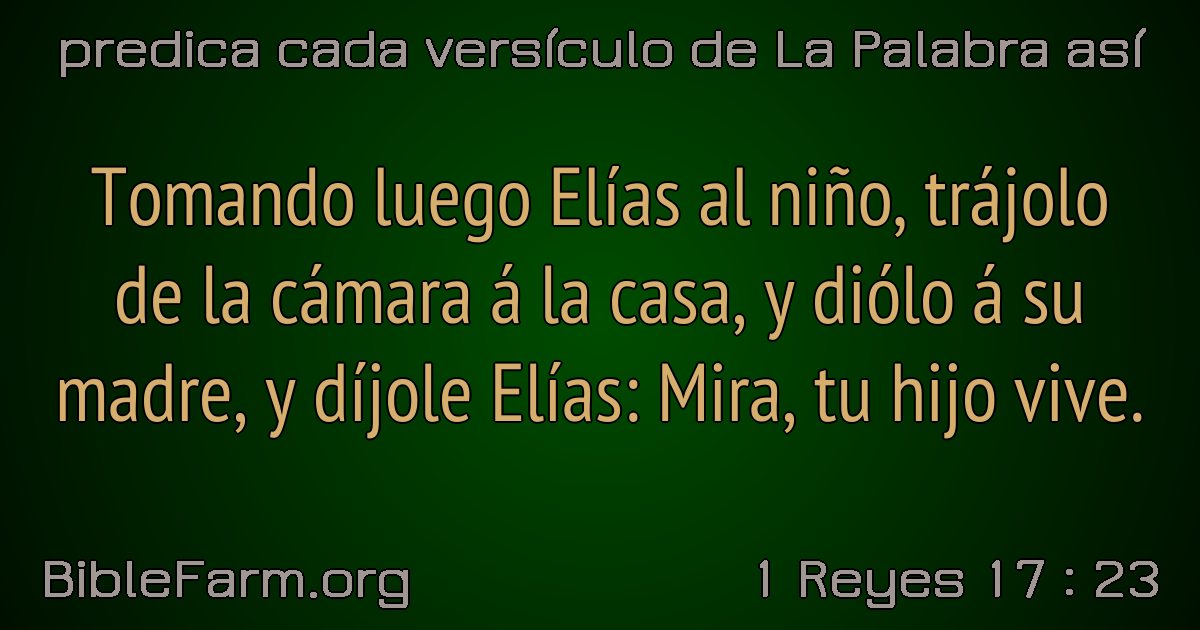 predica cada versículo de La Palabra así
Tomando luego Elías al niño, trájolo
de la cámara á la casa, y diólo á su
madre, y díjole Elías: Mira, tu hijo vive.
BibleFarm.org
1 Reyes 17 : 23